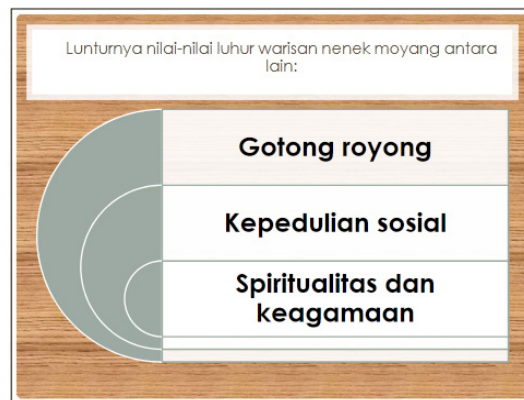 Lunturnya nilai-nilai luhur warisan nenek moyang antara
lain:
Gotong royong
Kepedulian sosial
Spiritualitas dan
keagamaan